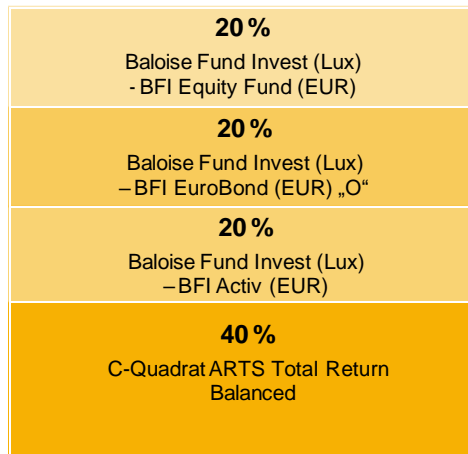 20 %
Baloise Fund Invest (Lux)
- BFI Equity Fund (EUR)
20 %
Baloise Fund Invest (Lux)
– BFI EuroBond (EUR) „O“
20 %
Baloise Fund Invest (Lux)
– BFI Activ (EUR)
40 %
C-Quadrat ARTS Total Return
Balanced